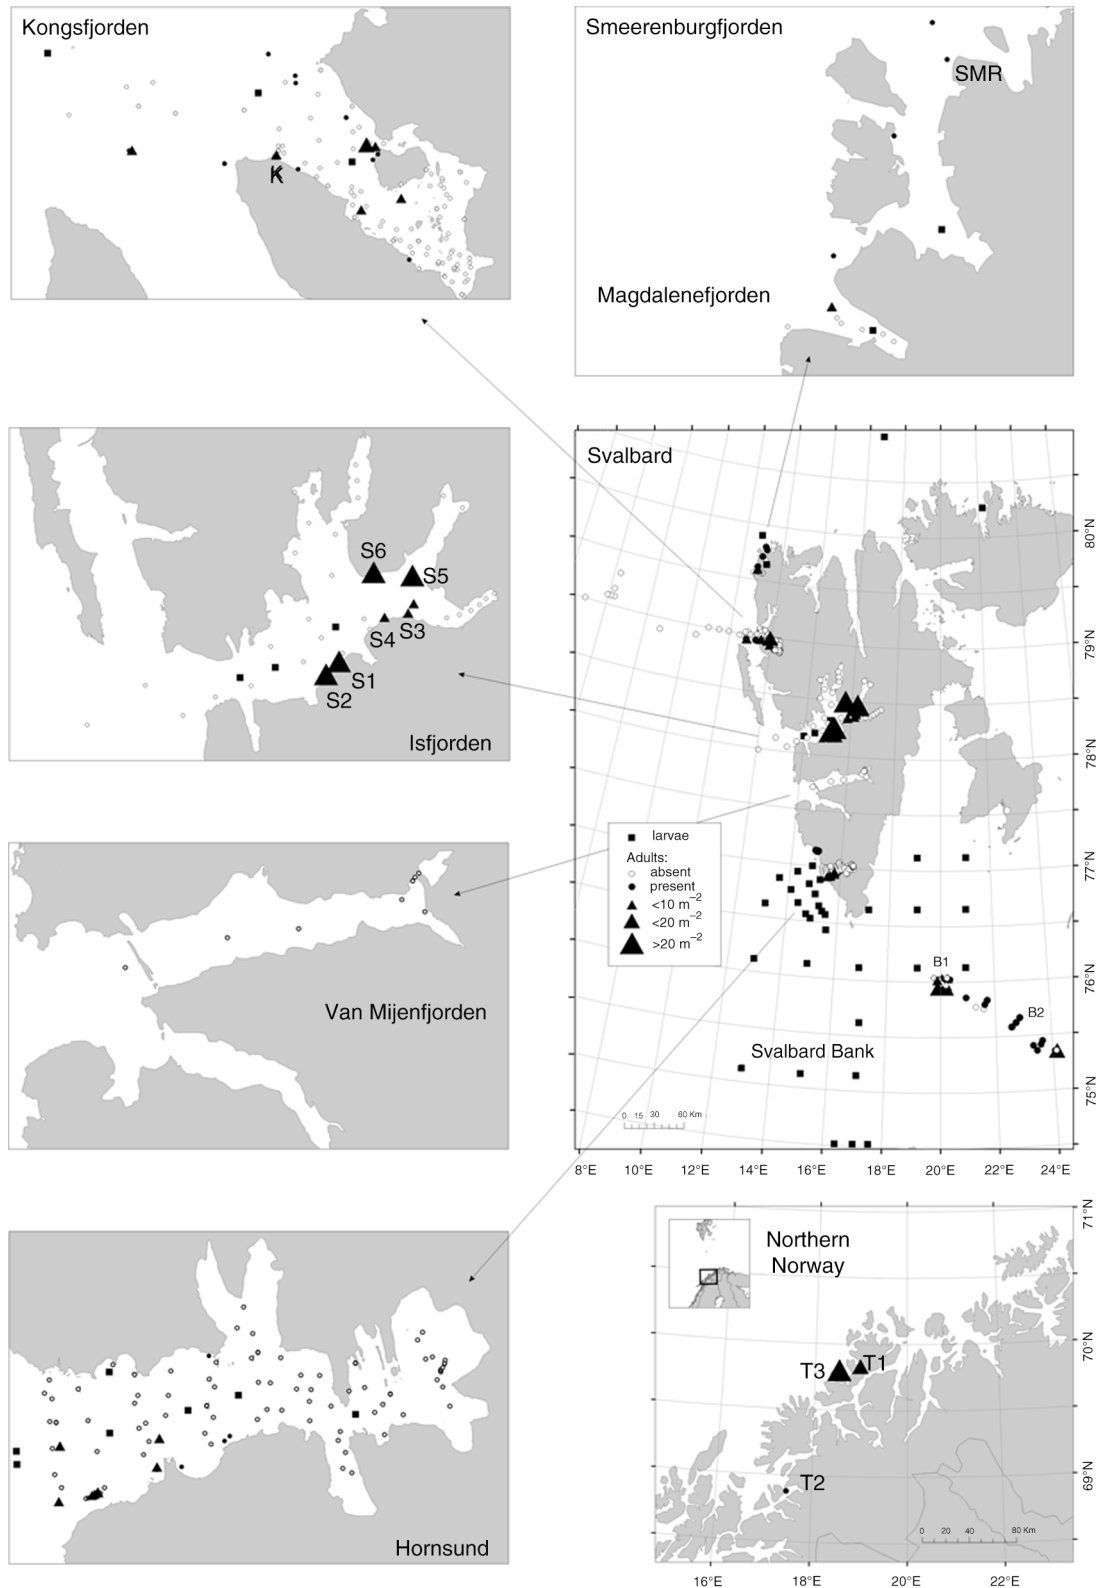 Kongsfjorden
K
Smeerenburgfjorden
SMR
Magdalenefjorden
S6
S5
S4
S3
S1
S2
Isfjorden
Svalbard
80°N
79°N
78°N
77°N
76°N
75°N
larvae
Adults:
absent
present
<10 m−2
<20 m−2
>20 m−2
B1
B2
Svalbard Bank
0 15 30 60 Km
8°E 10°E 12°E 14°E 16°E 18°E 20°E 22°E 24°E
Van Mijenfjorden
Hornsund
Northern
Norway
71°N
70°N
69°N
T3
T1
T2
0 20 40 80 Km
16°E 18°E 20°E 22°E